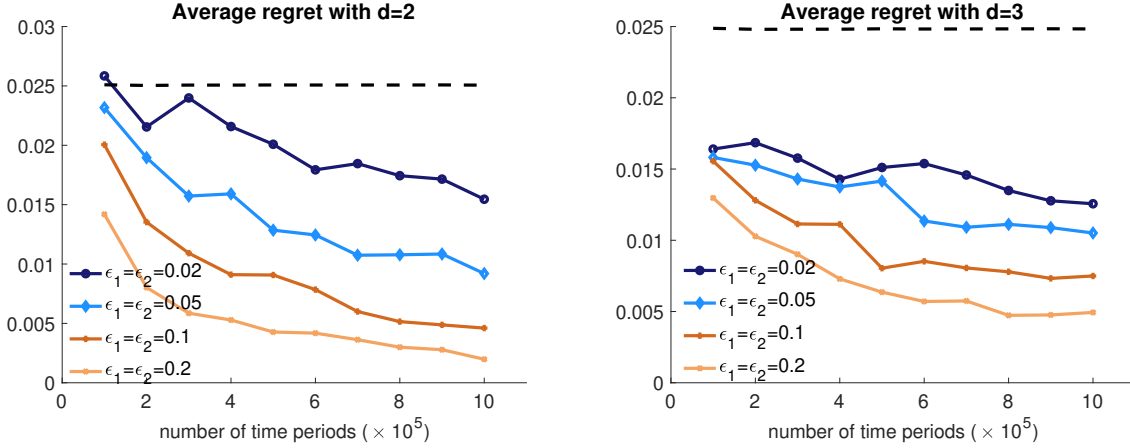 Average regret with d=2
0.03
0.025
0.02
0.015
0.01
0.005
0
ϵ1=ϵ2=0.02
ϵ1=ϵ2=0.05
ϵ1=ϵ2=0.1
ϵ1=ϵ2=0.2
0 2 4 6 8 10
number of time periods (× 10^5)
Average regret with d=3
0.025
0.02
0.015
0.01
0.005
0
ϵ1=ϵ2=0.02
ϵ1=ϵ2=0.05
ϵ1=ϵ2=0.1
ϵ1=ϵ2=0.2
0 2 4 6 8 10
number of time periods (× 10^5)